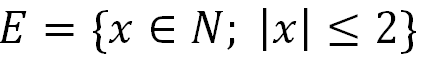 E = {x ∈ N; |x| ≤ 2}